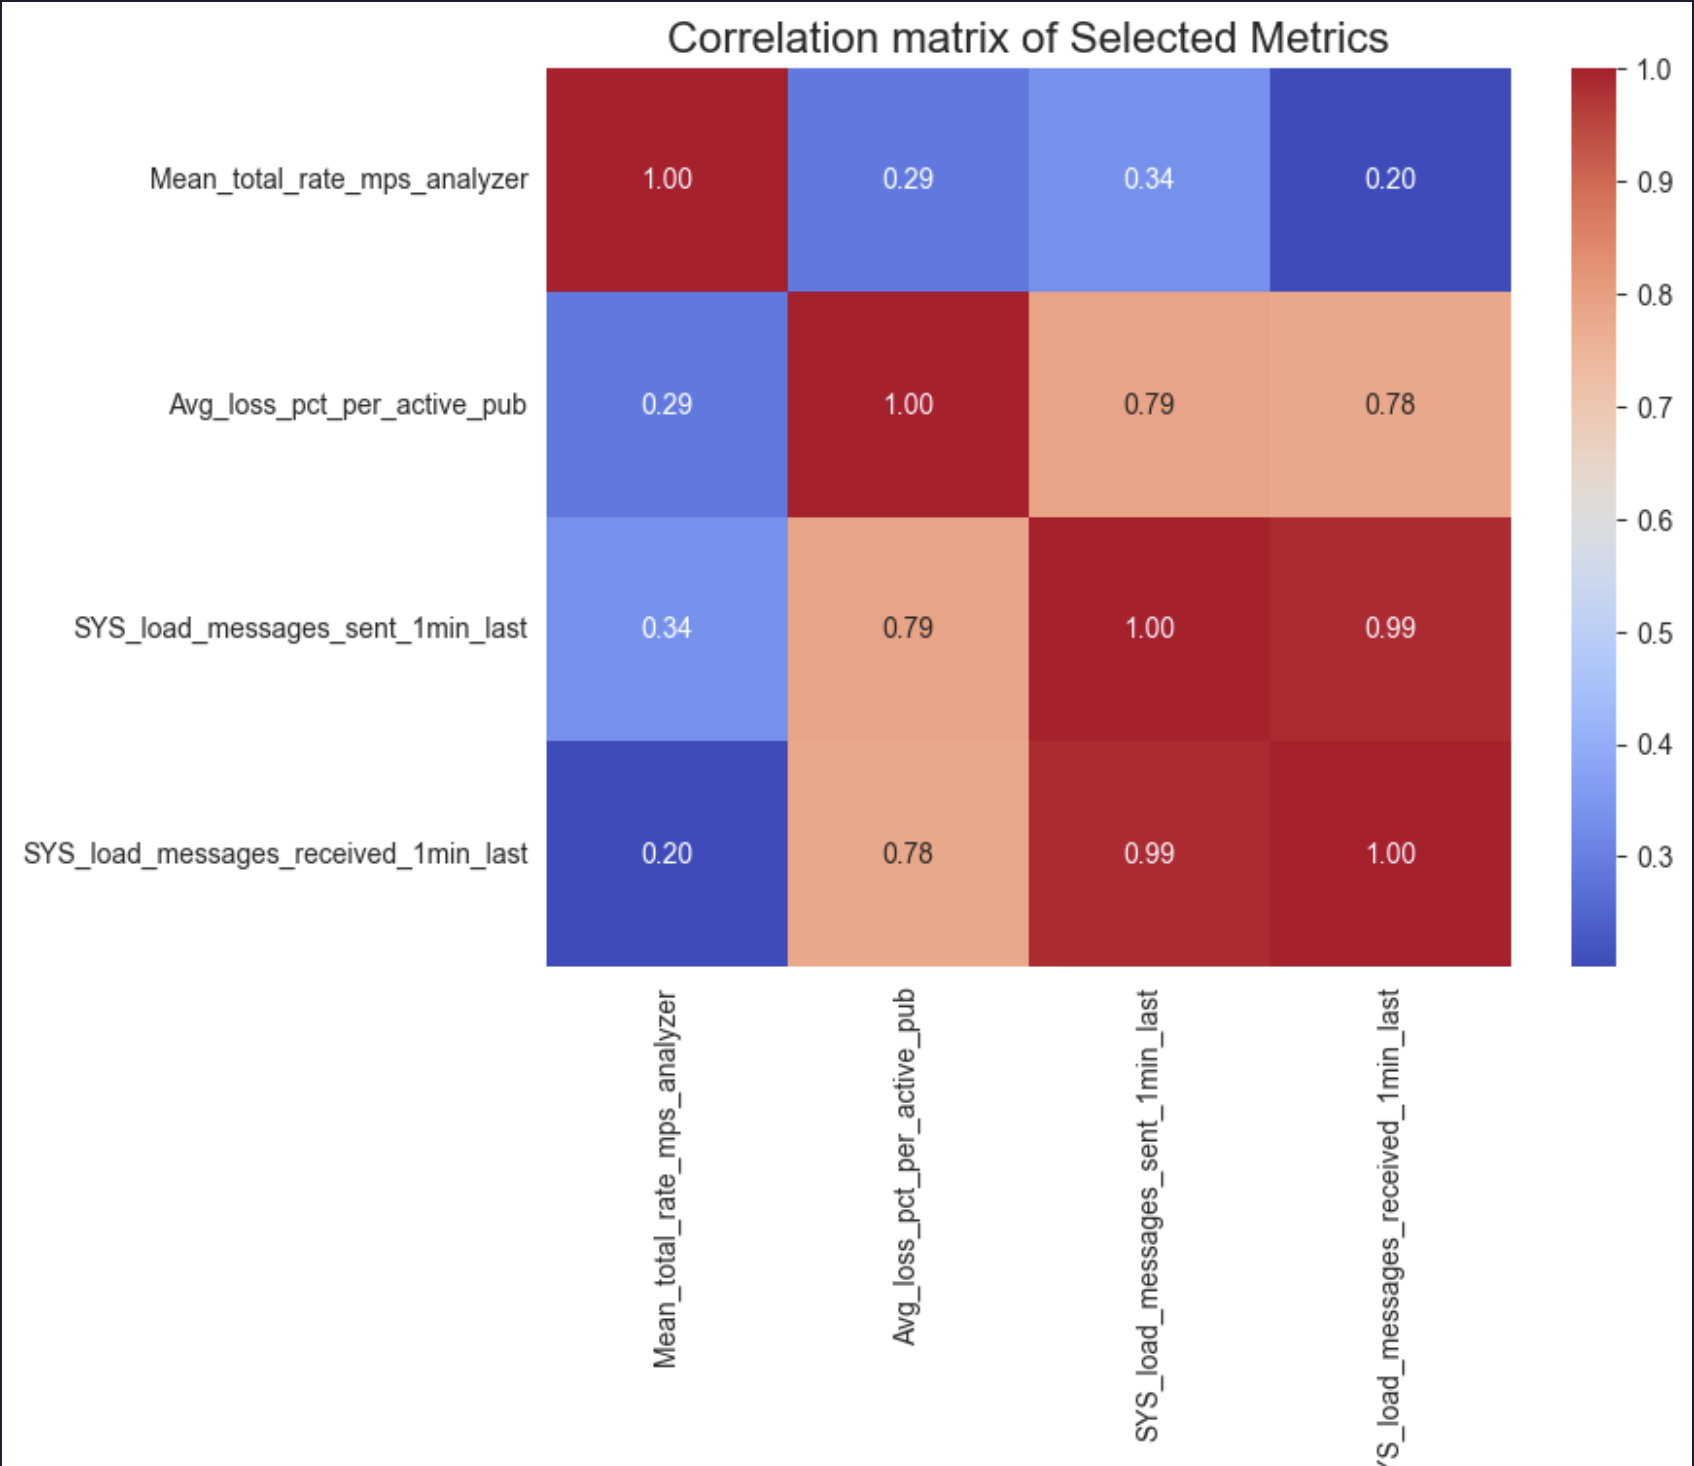 Correlation matrix of Selected Metrics
Mean_total_rate_mps_analyzer 1.00 0.29 0.34 0.20
Avg_loss_pct_per_active_pub 0.29 1.00 0.79 0.78
SYS_load_messages_sent_1min_last 0.34 0.79 1.00 0.99
SYS_load_messages_received_1min_last 0.20 0.78 0.99 1.00
1.0
0.9
0.8
0.7
0.6
0.5
0.4
0.3
Mean_total_rate_mps_analyzer
Avg_loss_pct_per_active_pub
SYS_load_messages_sent_1min_last
YS_load_messages_received_1min_last